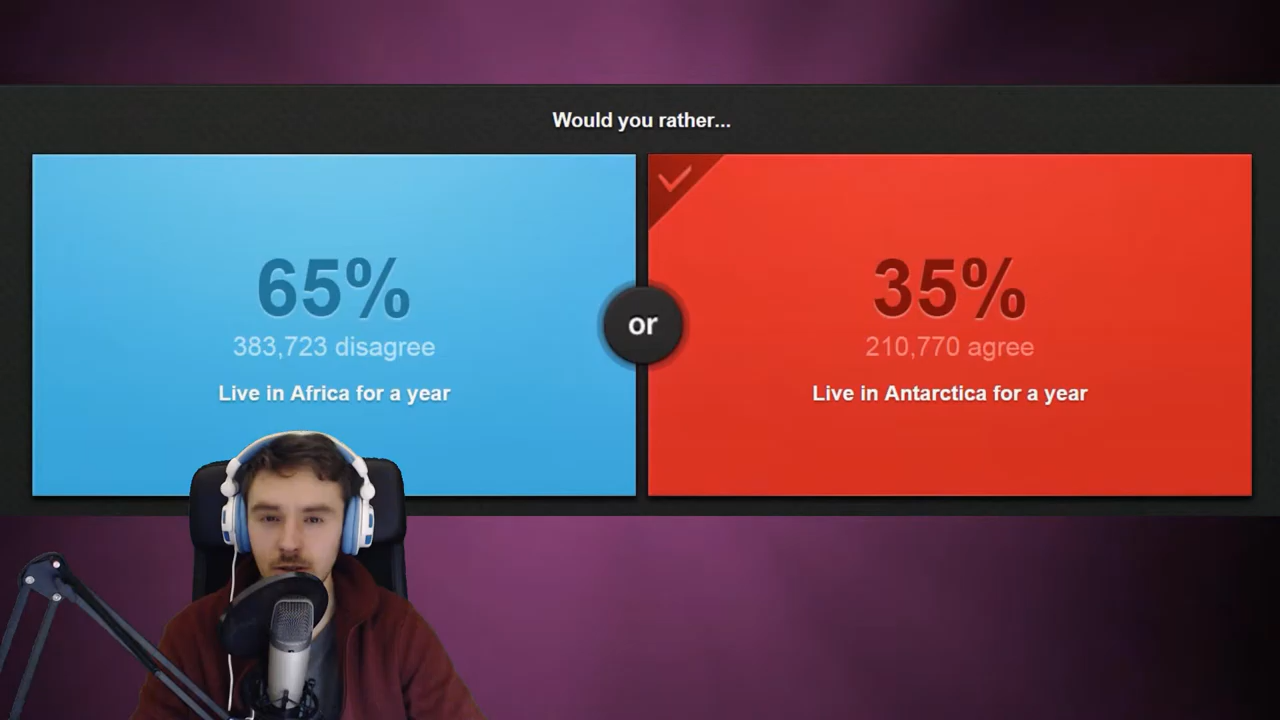 Would you rather...
65%
383,723 disagree
Live in Africa for a year
or
35%
210,770 agree
Live in Antarctica for a year